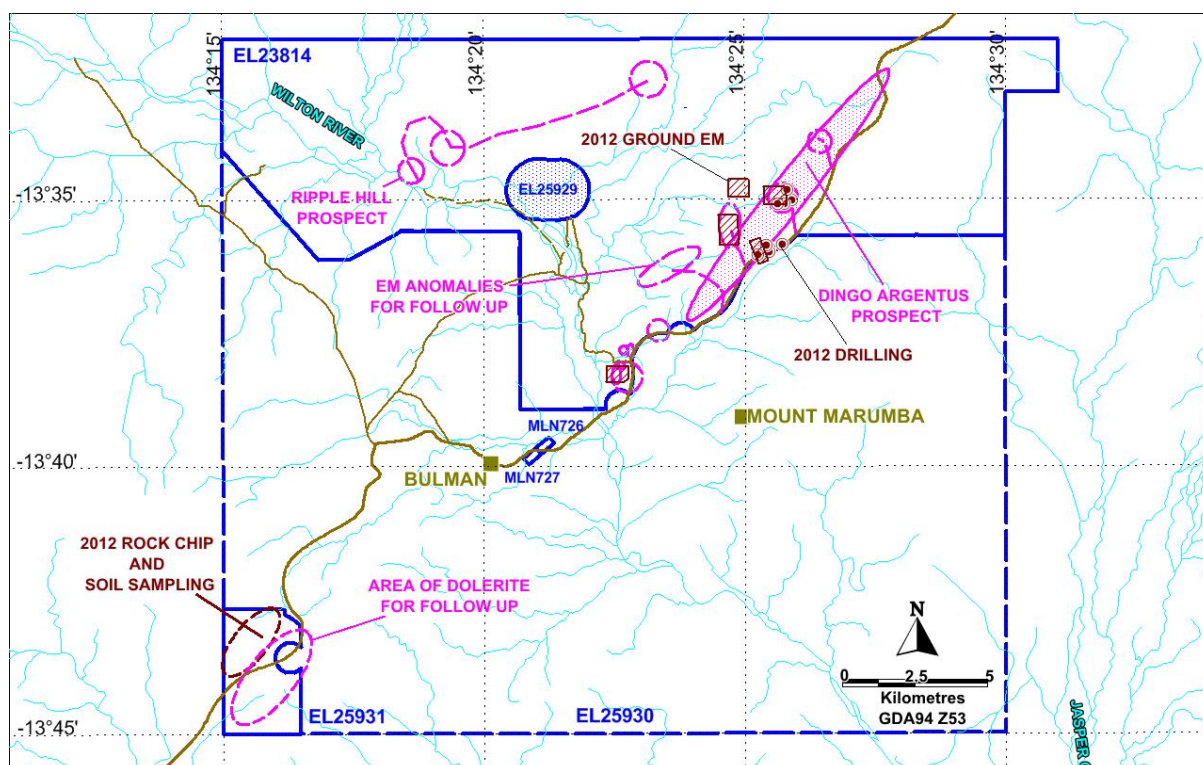 134°15'
134°20'
134°25'
134°30'
EL23814
WILTON RIVER
2012 GROUND EM
-13°35'
RIPPLE HILL
PROSPECT
EL25929
EM ANOMALIES
FOR FOLLOW UP
DINGO ARGENTUS
PROSPECT
2012 DRILLING
MOUNT MARUMBA
MLN726
-13°40'
BULMAN
MLN727
2012 ROCK CHIP
AND
SOIL SAMPLING
AREA OF DOLERITE
FOR FOLLOW UP
N
0 2.5 5
Kilometres
GDA94 Z53
EL25931
EL25930
-13°45'
JASPER